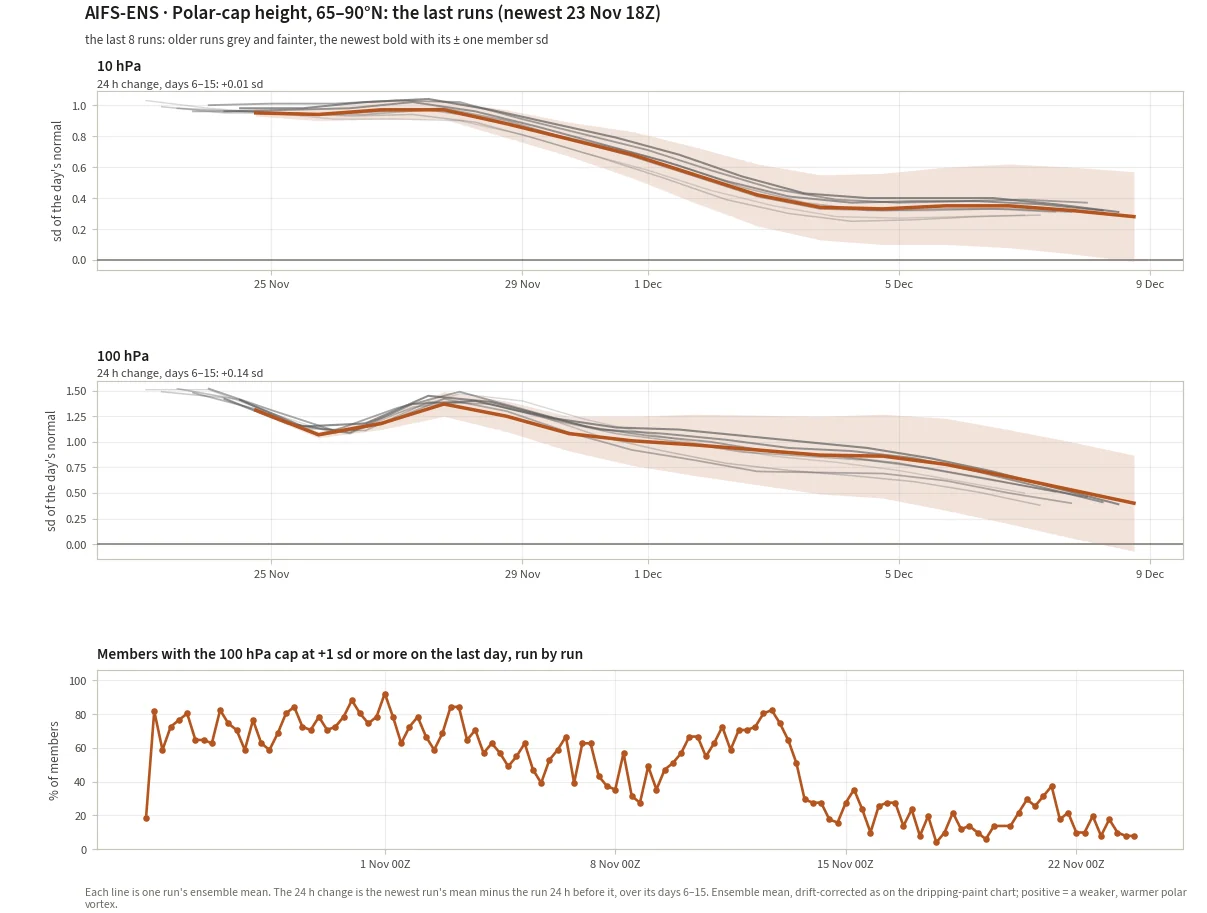 AIFS-ENS · Polar-cap height, 65–90°N: the last runs (newest 23 Nov 18Z)
the last 8 runs: older runs grey and fainter, the newest bold with its ± one member sd
10 hPa
24 h change, days 6–15: +0.01 sd
sd of the day's normal
1.0
0.8
0.6
0.4
0.2
0.0
25 Nov
29 Nov
1 Dec
5 Dec
9 Dec
100 hPa
24 h change, days 6–15: +0.14 sd
sd of the day's normal
1.50
1.25
1.00
0.75
0.50
0.25
0.00
25 Nov
29 Nov
1 Dec
5 Dec
9 Dec
Members with the 100 hPa cap at +1 sd or more on the last day, run by run
% of members
100
80
60
40
20
0
1 Nov 00Z
8 Nov 00Z
15 Nov 00Z
22 Nov 00Z
Each line is one run's ensemble mean. The 24 h change is the newest run's mean minus the run 24 h before it, over its days 6–15. Ensemble mean, drift-corrected as on the dripping-paint chart; positive = a weaker, warmer polar
vortex.